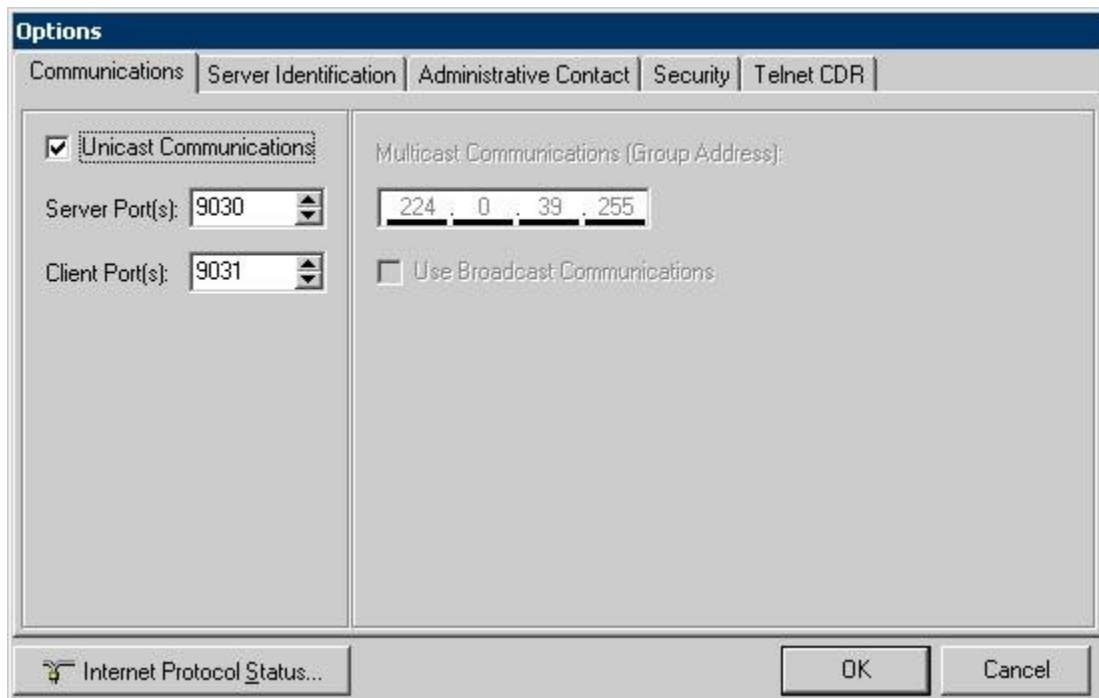 Options
Communications Server Identification Administrative Contact Security Telnet CDR
Unicast Communications
Server Port(s): 9030
Client Port(s): 9031
Multicast Communications (Group Address):
224 . 0 . 39 . 255
Use Broadcast Communications
Internet Protocol Status... OK Cancel